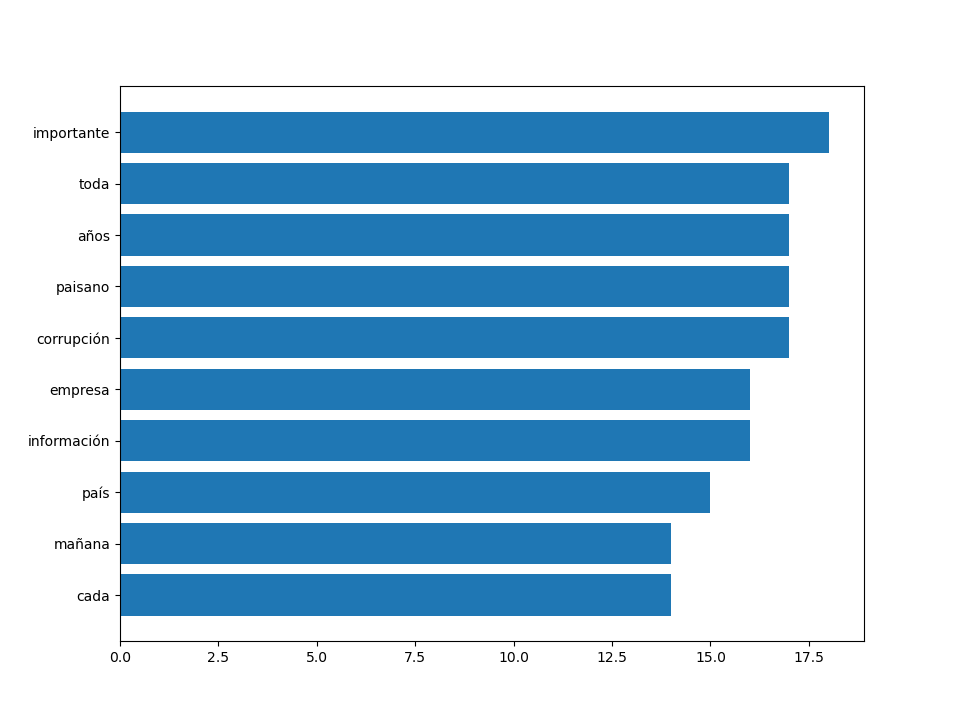 importante
toda
años
paisano
corrupción
empresa
información
país
mañana
cada
0.0 2.5 5.0 7.5 10.0 12.5 15.0 17.5